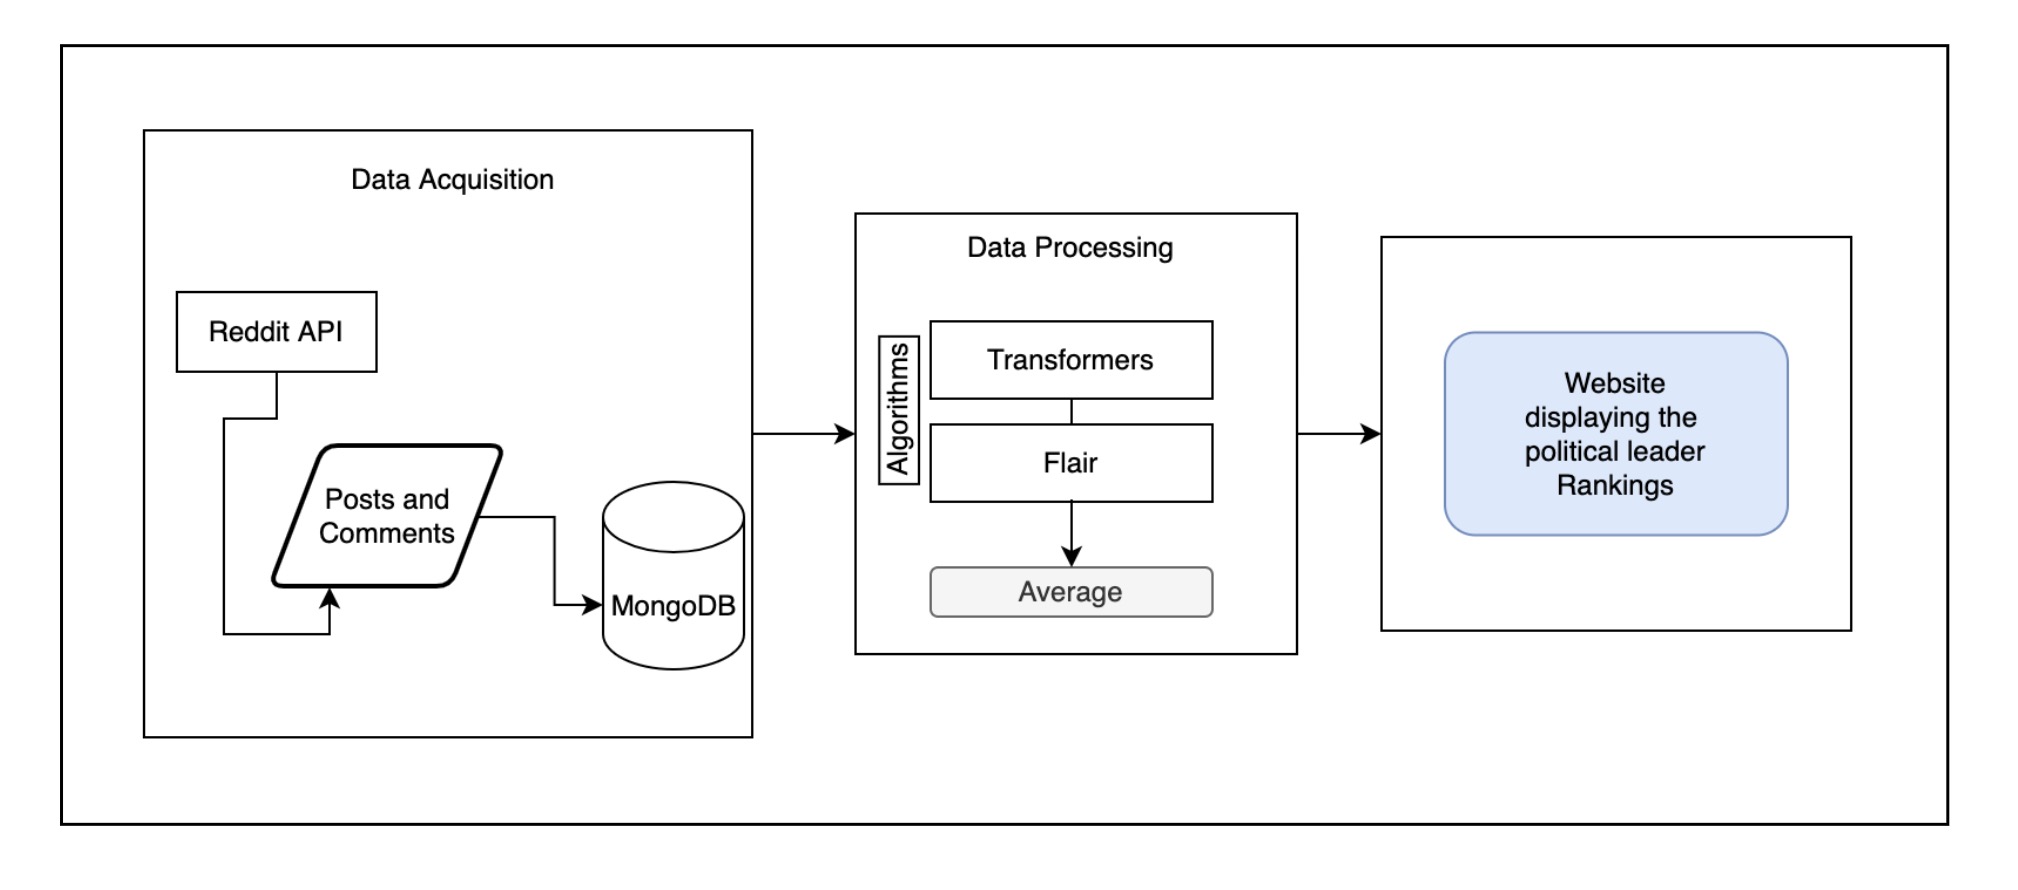 Data Acquisition
Reddit API
Posts and
Comments
MongoDB
Data Processing
Algorithms
Transformers
Flair
Average
Website
displaying the
political leader
Rankings